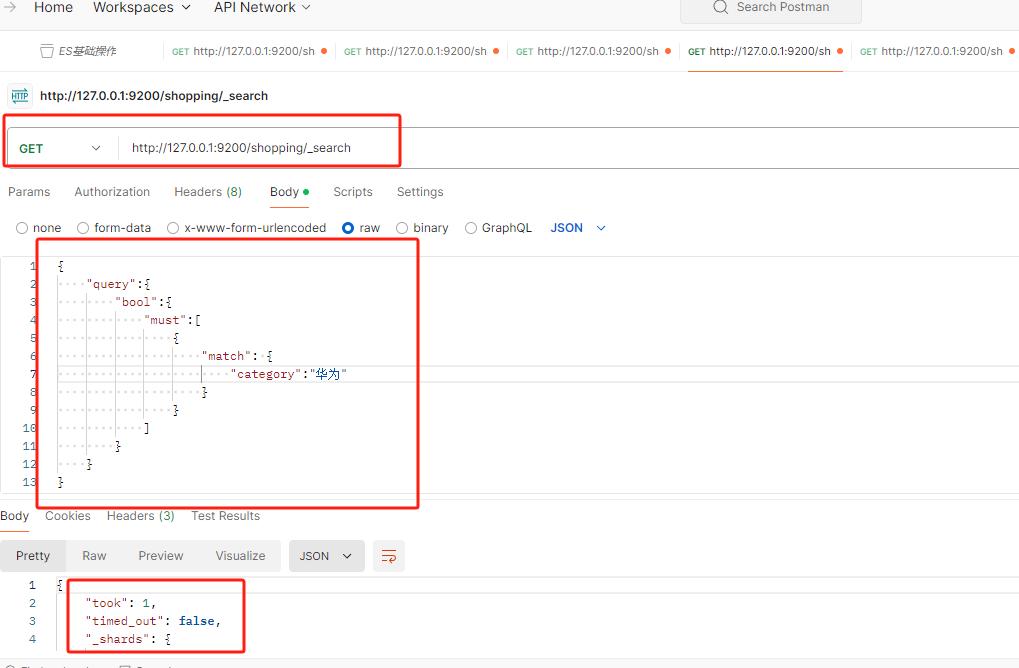 Home Workspaces API Network Search Postman
ES基础操作 GET http://127.0.0.1:9200/sh GET http://127.0.0.1:9200/sh GET http://127.0.0.1:9200/sh GET http://127.0.0.1:9200/sh GET http://127.0.0.1:9200/sh
HTTP http://127.0.0.1:9200/shopping/_search
GET http://127.0.0.1:9200/shopping/_search
Params Authorization Headers (8) Body Scripts Settings
none form-data x-www-form-urlencoded raw binary GraphQL JSON
1 {
2 "query":{
3 "bool":{
4 "must":[
5 {
6 "match": {
7 "category":"华为"
8 }
9 }
10 ]
11 }
12 }
13 }
Body Cookies Headers (3) Test Results
Pretty Raw Preview Visualize JSON
1 {
2 "took": 1,
3 "timed_out": false,
4 "_shards": {